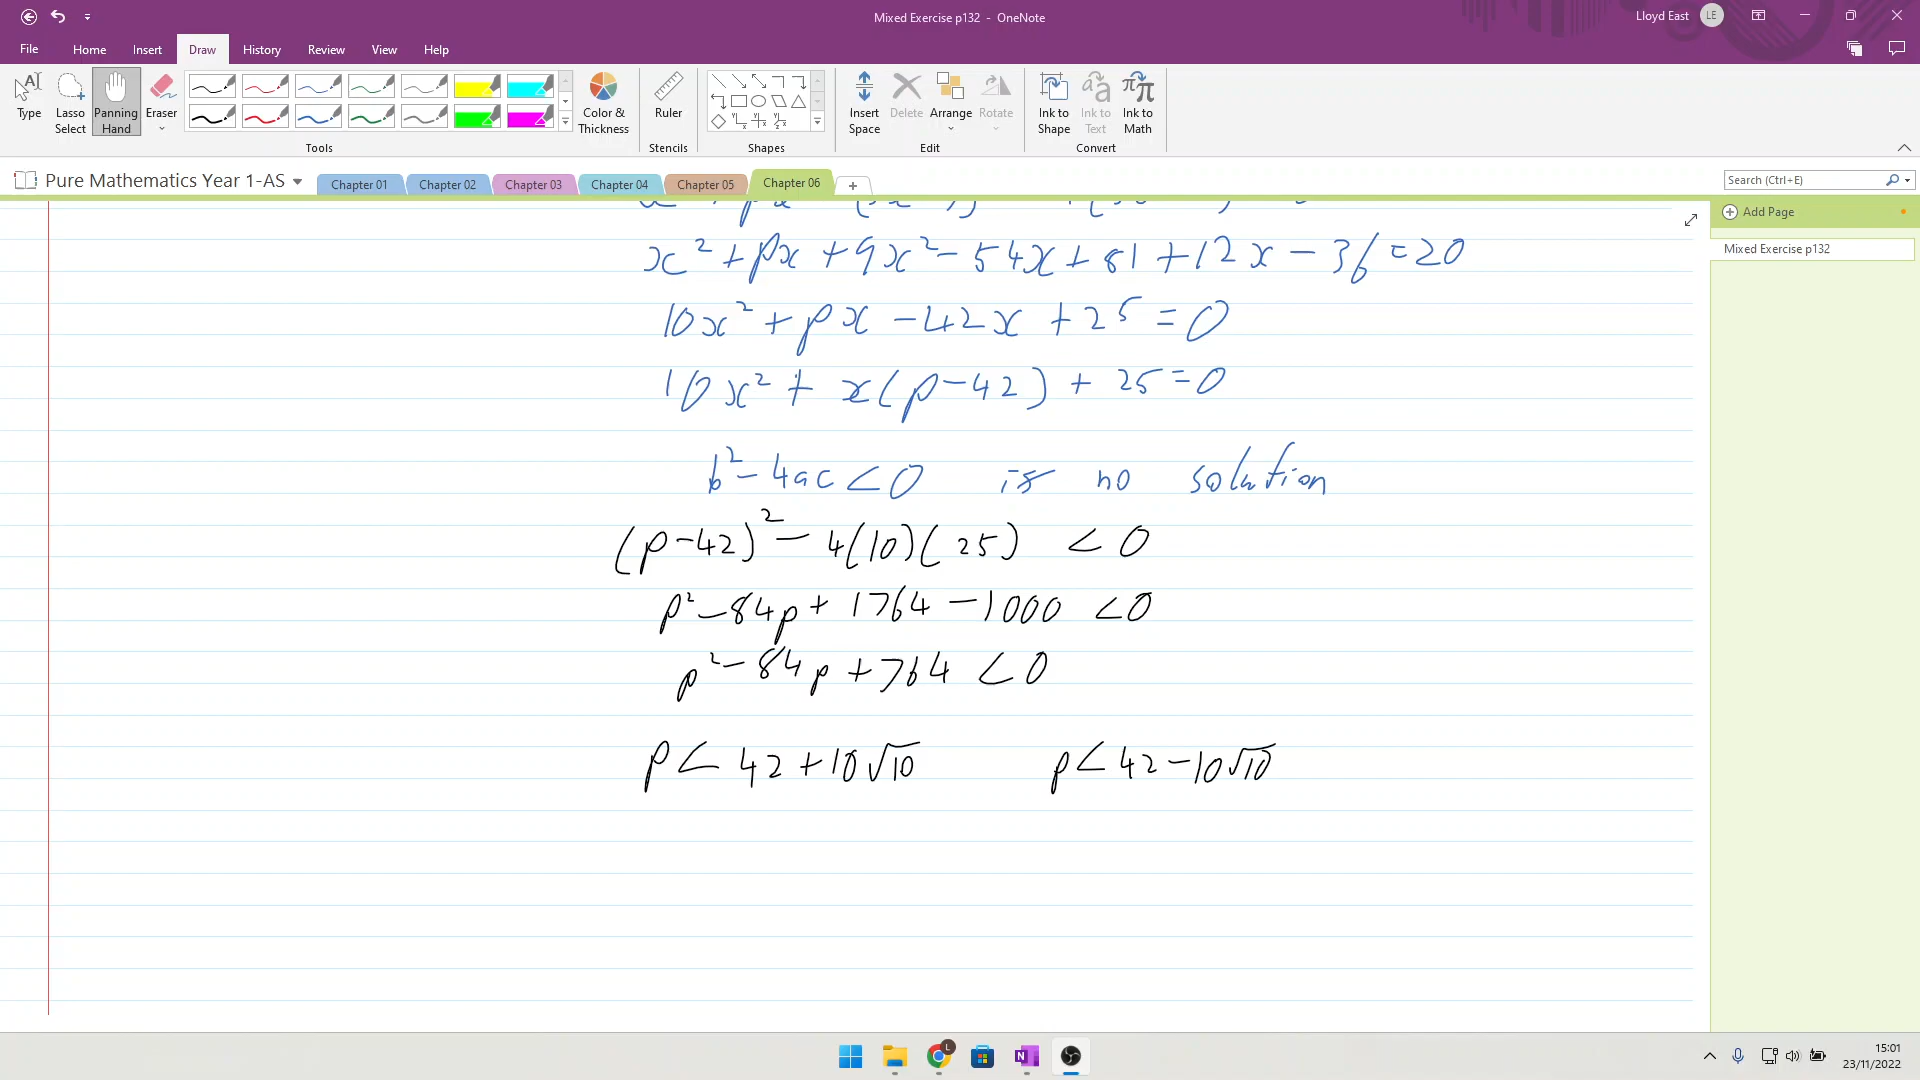 Mixed Exercise p132 - OneNote
Lloyd East LE
File Home Insert Draw History Review View Help
Type Lasso Select Panning Hand Eraser Color & Thickness Ruler Insert Space Delete Arrange Rotate Ink to Shape Ink to Text Ink to Math
Tools Stencils Shapes Edit Convert
Pure Mathematics Year 1-AS Chapter 01 Chapter 02 Chapter 03 Chapter 04 Chapter 05 Chapter 06 Search (Ctrl+E)
Add Page
Mixed Exercise p132
x² + px + 9x² - 54x + 81 + 12x - 36 = 20
10x² + px - 42x + 25 = 0
10x² + x(p-42) + 25 = 0
b² - 4ac < 0 is no solution
(p-42)² - 4(10)(25) < 0
p² - 84p + 1764 - 1000 < 0
p² - 84p + 764 < 0
p < 42 + 10√10 p < 42 - 10√10
15:01
23/11/2022